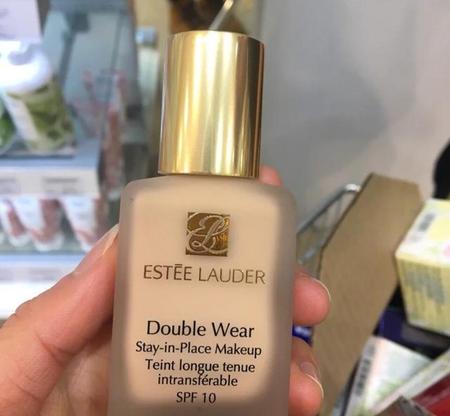 ESTĒE LAUDER
Double Wear
Stay-in-Place Makeup
Teint longue tenue
intransférable
SPF 10